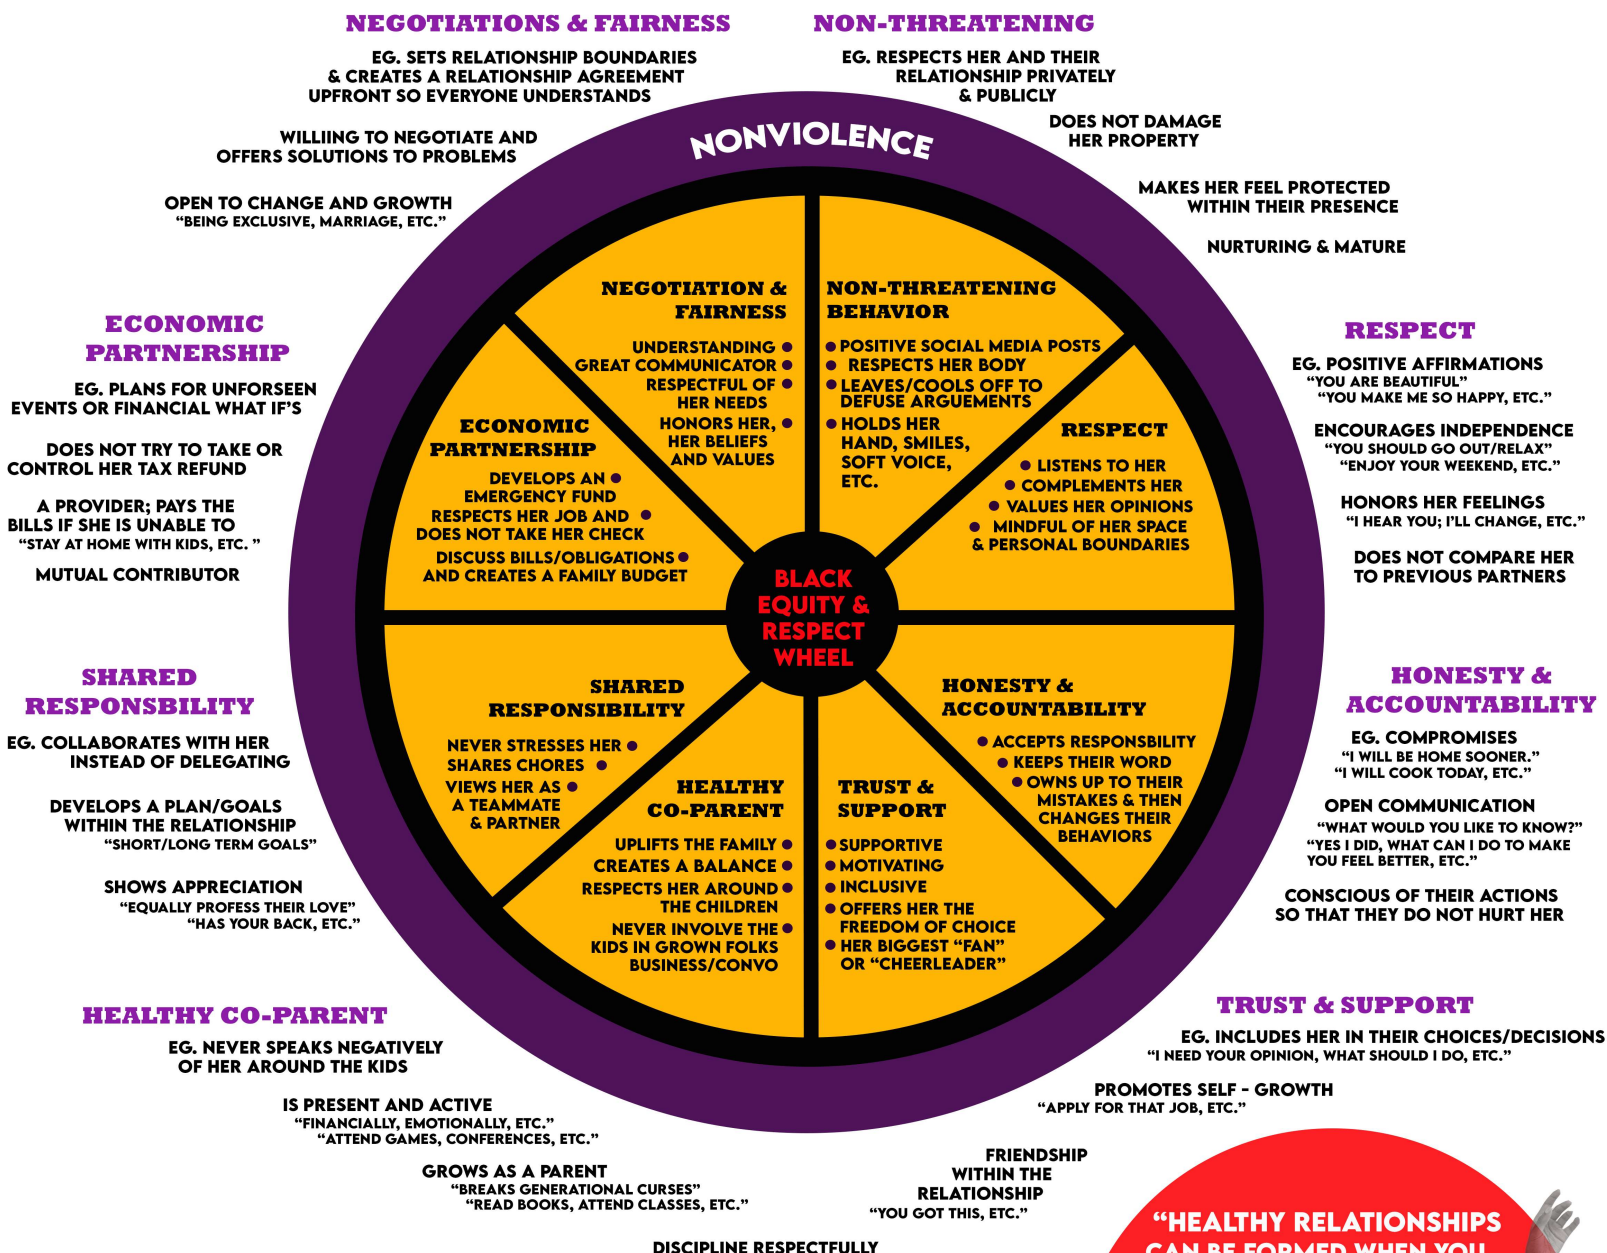 NEGOTIATIONS & FAIRNESS
EG. SETS RELATIONSHIP BOUNDARIES
& CREATES A RELATIONSHIP AGREEMENT
UPFRONT SO EVERYONE UNDERSTANDS
WILLIING TO NEGOTIATE AND
OFFERS SOLUTIONS TO PROBLEMS
OPEN TO CHANGE AND GROWTH
“BEING EXCLUSIVE, MARRIAGE, ETC.”
NON-THREATENING
EG. RESPECTS HER AND THEIR
RELATIONSHIP PRIVATELY
& PUBLICLY
DOES NOT DAMAGE
HER PROPERTY
MAKES HER FEEL PROTECTED
WITHIN THEIR PRESENCE
NURTURING & MATURE
ECONOMIC
PARTNERSHIP
EG. PLANS FOR UNFORSEEN
EVENTS OR FINANCIAL WHAT IF’S
DOES NOT TRY TO TAKE OR
CONTROL HER TAX REFUND
A PROVIDER; PAYS THE
BILLS IF SHE IS UNABLE TO
“STAY AT HOME WITH KIDS, ETC. ”
MUTUAL CONTRIBUTOR
NONVIOLENCE
NEGOTIATION &
FAIRNESS
UNDERSTANDING ●
GREAT COMMUNICATOR ●
RESPECTFUL OF ●
HER NEEDS
HONORS HER, ●
HER BELIEFS
AND VALUES
NON-THREATENING
BEHAVIOR
● POSITIVE SOCIAL MEDIA POSTS
● RESPECTS HER BODY
● LEAVES/COOLS OFF TO
DEFUSE ARGUEMENTS
● HOLDS HER
HAND, SMILES,
SOFT VOICE,
ETC.
ECONOMIC
PARTNERSHIP
DEVELOPS AN ●
EMERGENCY FUND
RESPECTS HER JOB AND ●
DOES NOT TAKE HER CHECK
DISCUSS BILLS/OBLIGATIONS ●
AND CREATES A FAMILY BUDGET
RESPECT
● LISTENS TO HER
● COMPLEMENTS HER
● VALUES HER OPINIONS
● MINDFUL OF HER SPACE
& PERSONAL BOUNDARIES
BLACK
EQUITY &
RESPECT
WHEEL
RESPECT
EG. POSITIVE AFFIRMATIONS
“YOU ARE BEAUTIFUL”
“YOU MAKE ME SO HAPPY, ETC.”
ENCOURAGES INDEPENDENCE
“YOU SHOULD GO OUT/RELAX”
“ENJOY YOUR WEEKEND, ETC.”
HONORS HER FEELINGS
“I HEAR YOU; I’LL CHANGE, ETC.”
DOES NOT COMPARE HER
TO PREVIOUS PARTNERS
SHARED
RESPONSBILITY
EG. COLLABORATES WITH HER
INSTEAD OF DELEGATING
DEVELOPS A PLAN/GOALS
WITHIN THE RELATIONSHIP
“SHORT/LONG TERM GOALS”
SHOWS APPRECIATION
“EQUALLY PROFESS THEIR LOVE”
“HAS YOUR BACK, ETC.”
SHARED
RESPONSIBILITY
NEVER STRESSES HER ●
SHARES CHORES ●
VIEWS HER AS ●
A TEAMMATE
& PARTNER
HONESTY &
ACCOUNTABILITY
● ACCEPTS RESPONSBILITY
● KEEPS THEIR WORD
● OWNS UP TO THEIR
MISTAKES & THEN
CHANGES THEIR
BEHAVIORS
HEALTHY
CO-PARENT
UPLIFTS THE FAMILY ●
CREATES A BALANCE ●
RESPECTS HER AROUND ●
THE CHILDREN
NEVER INVOLVE THE ●
KIDS IN GROWN FOLKS
BUSINESS/CONVO
TRUST &
SUPPORT
● SUPPORTIVE
● MOTIVATING
● INCLUSIVE
● OFFERS HER THE
FREEDOM OF CHOICE
● HER BIGGEST “FAN”
OR “CHEERLEADER”
HONESTY &
ACCOUNTABILITY
EG. COMPROMISES
“I WILL BE HOME SOONER.”
“I WILL COOK TODAY, ETC.”
OPEN COMMUNICATION
“WHAT WOULD YOU LIKE TO KNOW?”
“YES I DID, WHAT CAN I DO TO MAKE
YOU FEEL BETTER, ETC.”
CONSCIOUS OF THEIR ACTIONS
SO THAT THEY DO NOT HURT HER
HEALTHY CO-PARENT
EG. NEVER SPEAKS NEGATIVELY
OF HER AROUND THE KIDS
IS PRESENT AND ACTIVE
“FINANCIALLY, EMOTIONALLY, ETC.”
“ATTEND GAMES, CONFERENCES, ETC.”
GROWS AS A PARENT
“BREAKS GENERATIONAL CURSES”
“READ BOOKS, ATTEND CLASSES, ETC.”
DISCIPLINE RESPECTFULLY
TRUST & SUPPORT
EG. INCLUDES HER IN THEIR CHOICES/DECISIONS
“I NEED YOUR OPINION, WHAT SHOULD I DO, ETC.”
PROMOTES SELF - GROWTH
“APPLY FOR THAT JOB, ETC.”
FRIENDSHIP
WITHIN THE
RELATIONSHIP
“YOU GOT THIS, ETC.”
“HEALTHY RELATIONSHIPS
CAN BE FORMED WHEN YOU